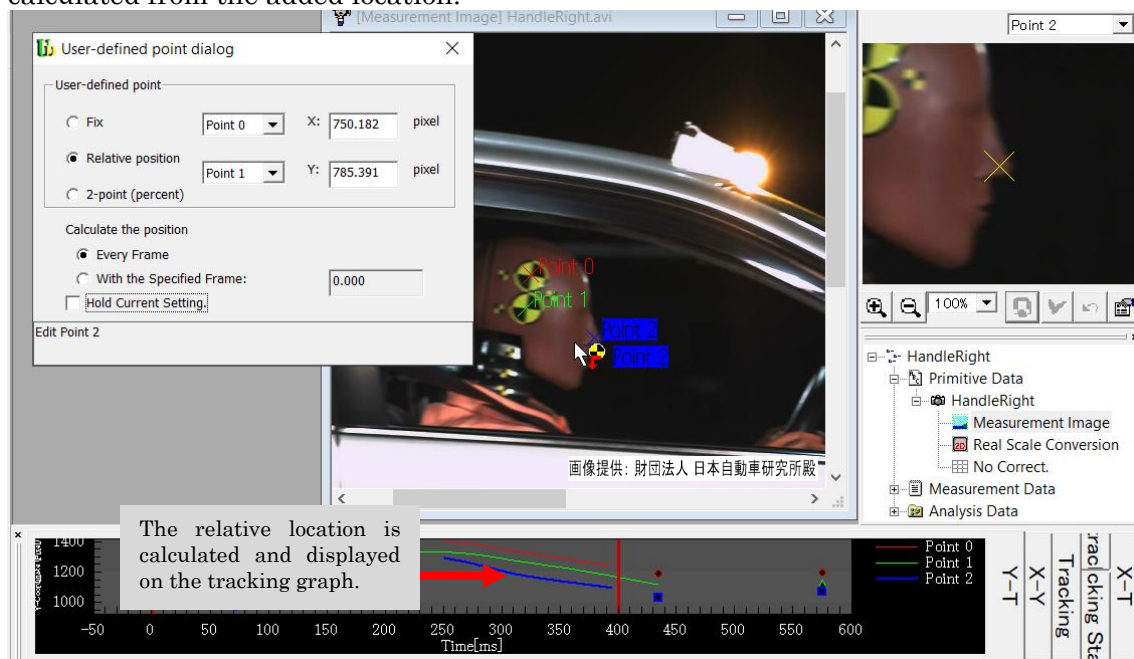 calculated from the added location.
[Measurement Image] HandleRight.avi
Point 2
User-defined point dialog
User-defined point
Fix
Point 0
X: 750.182 pixel
Relative position
Point 1
Y: 785.391 pixel
2-point (percent)
Calculate the position
Every Frame
With the Specified Frame:
0.000
Hold Current Setting.
Edit Point 2
Point 0
Point 1
Point 2
Point 2
画像提供: 財団法人 日本自動車研究所殿
100%
HandleRight
Primitive Data
HandleRight
Measurement Image
2D Real Scale Conversion
No Correct.
Measurement Data
Analysis Data
The relative location is
calculated and displayed
on the tracking graph.
1400
1200
1000
-50 0 50 100 150 200 250 300 350 400 450 500 550 600
Time[ms]
Point 0
Point 1
Point 2
Y-T
X-Y
Tracking
cking Sta
X-T